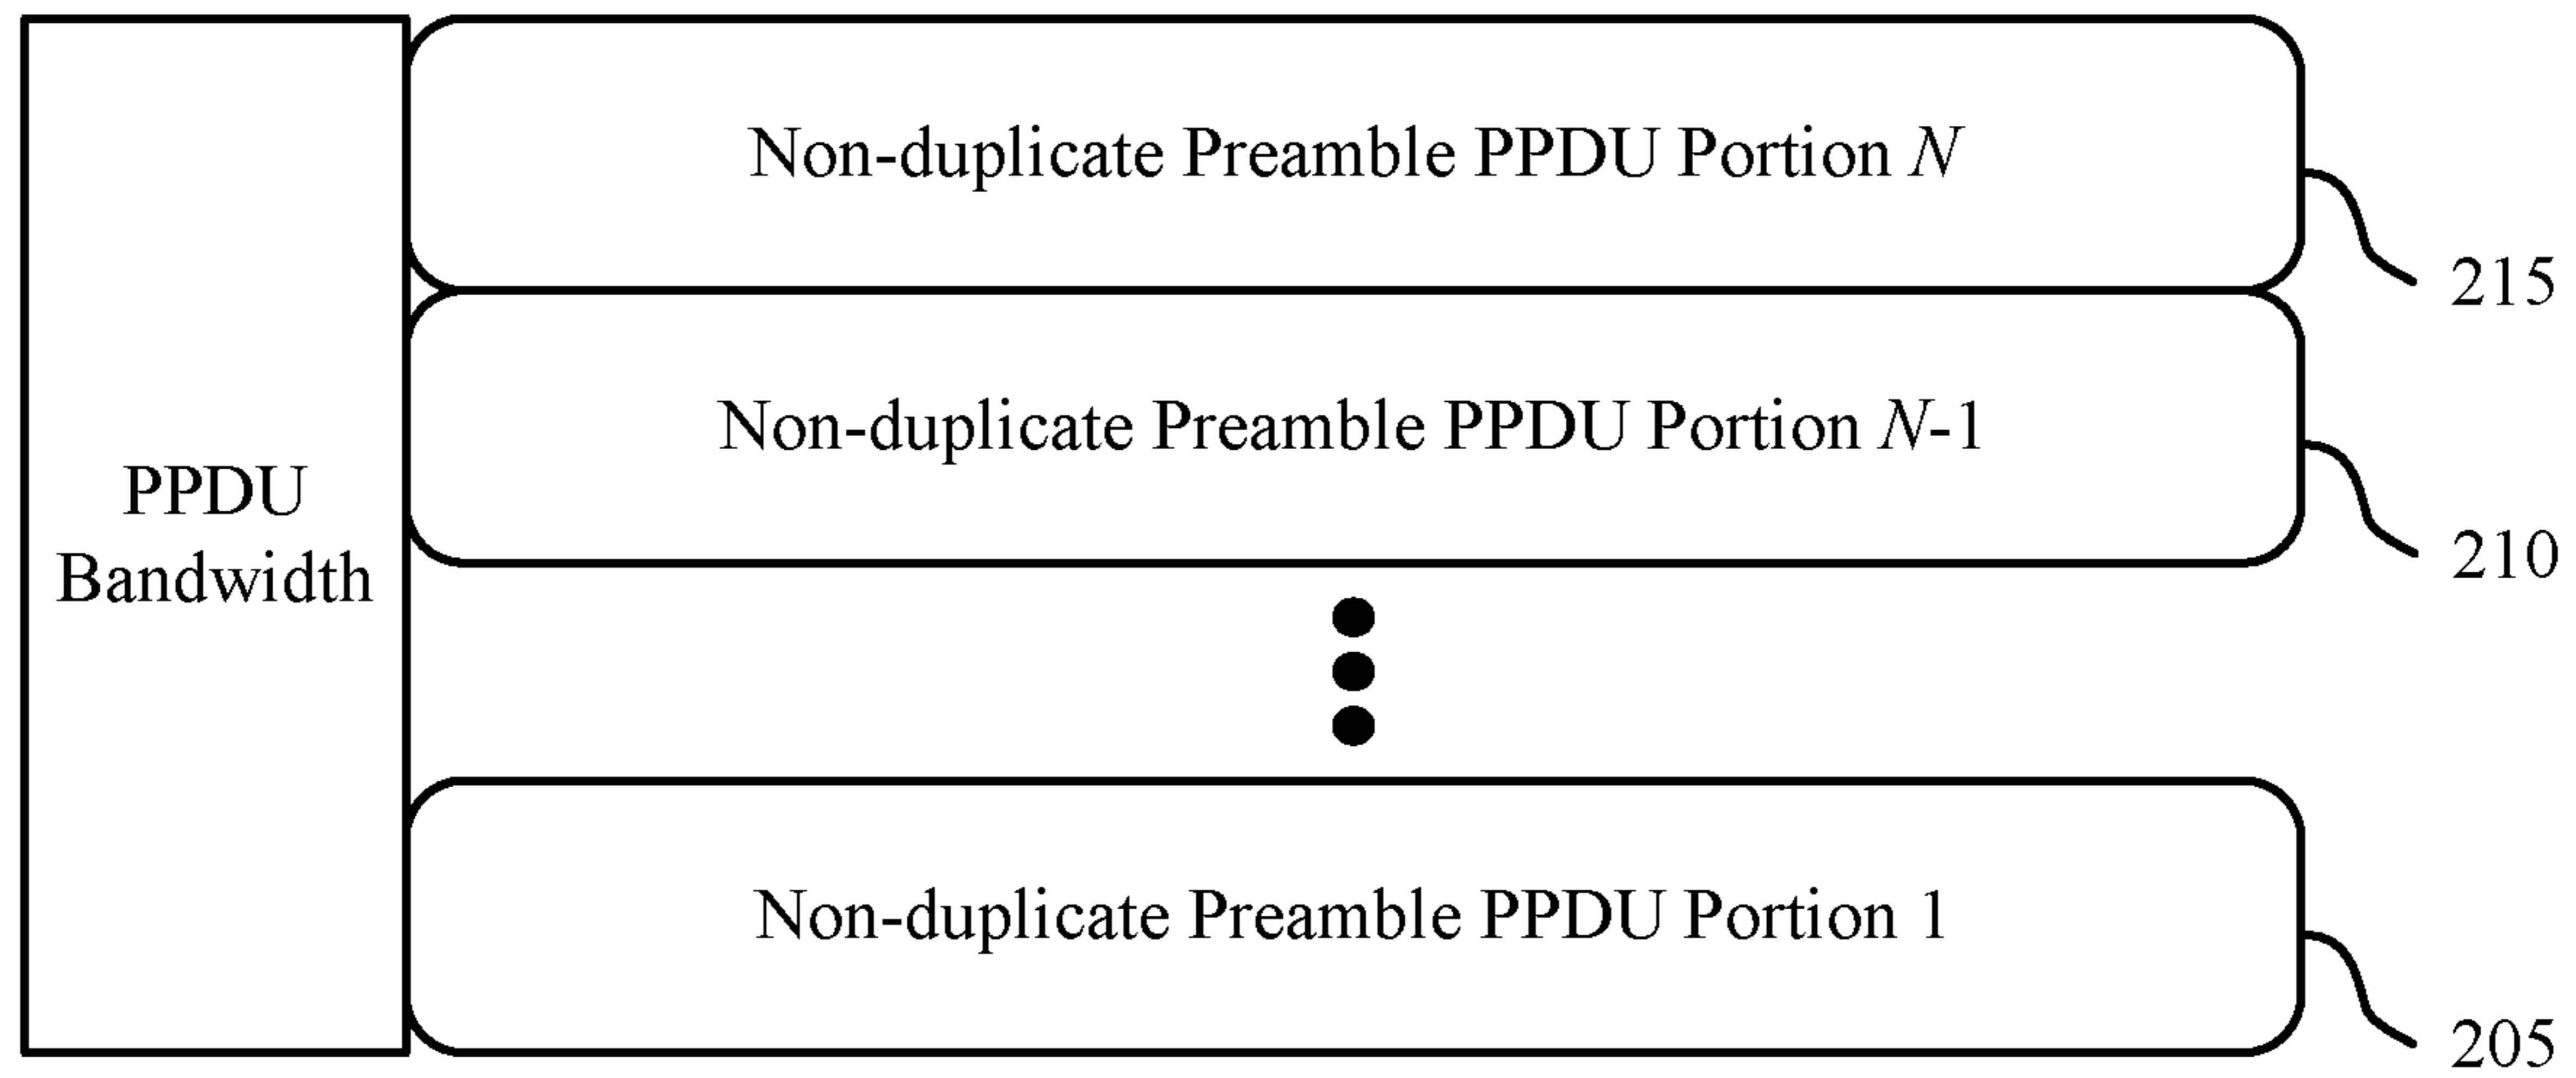 Non-duplicate Preamble PPDU Portion N
215
Non-duplicate Preamble PPDU Portion N-1
210
PPDU
Bandwidth
Non-duplicate Preamble PPDU Portion 1
205